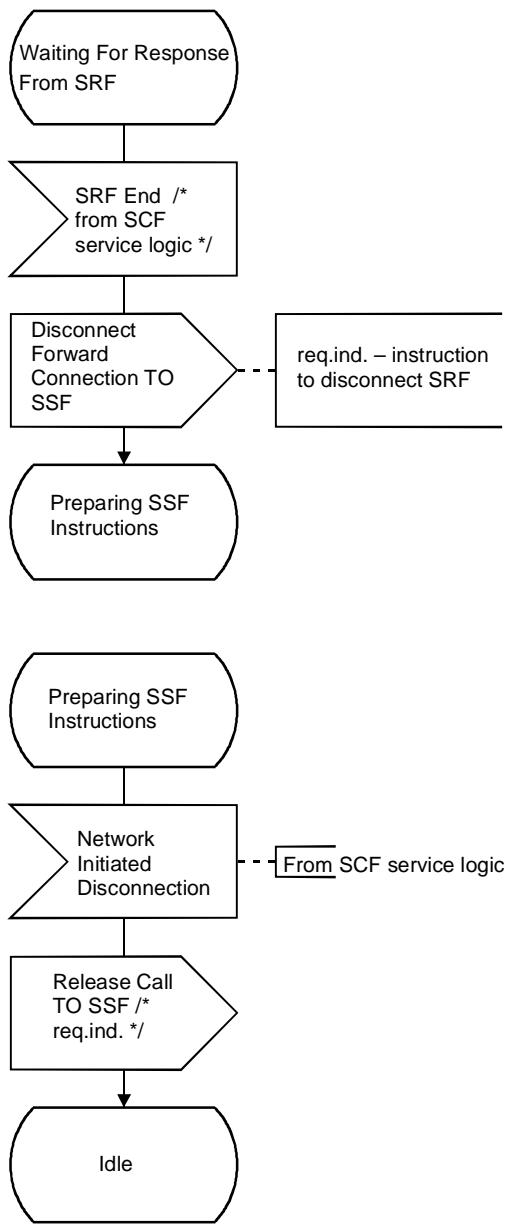 Waiting For Response
From SRF
SRF End /*
from SCF
service logic */
Disconnect
Forward
Connection TO
SSF
req.ind. – instruction
to disconnect SRF
Preparing SSF
Instructions
Preparing SSF
Instructions
Network
Initiated
Disconnection
From SCF service logic
Release Call
TO SSF /*
req.ind. */
Idle